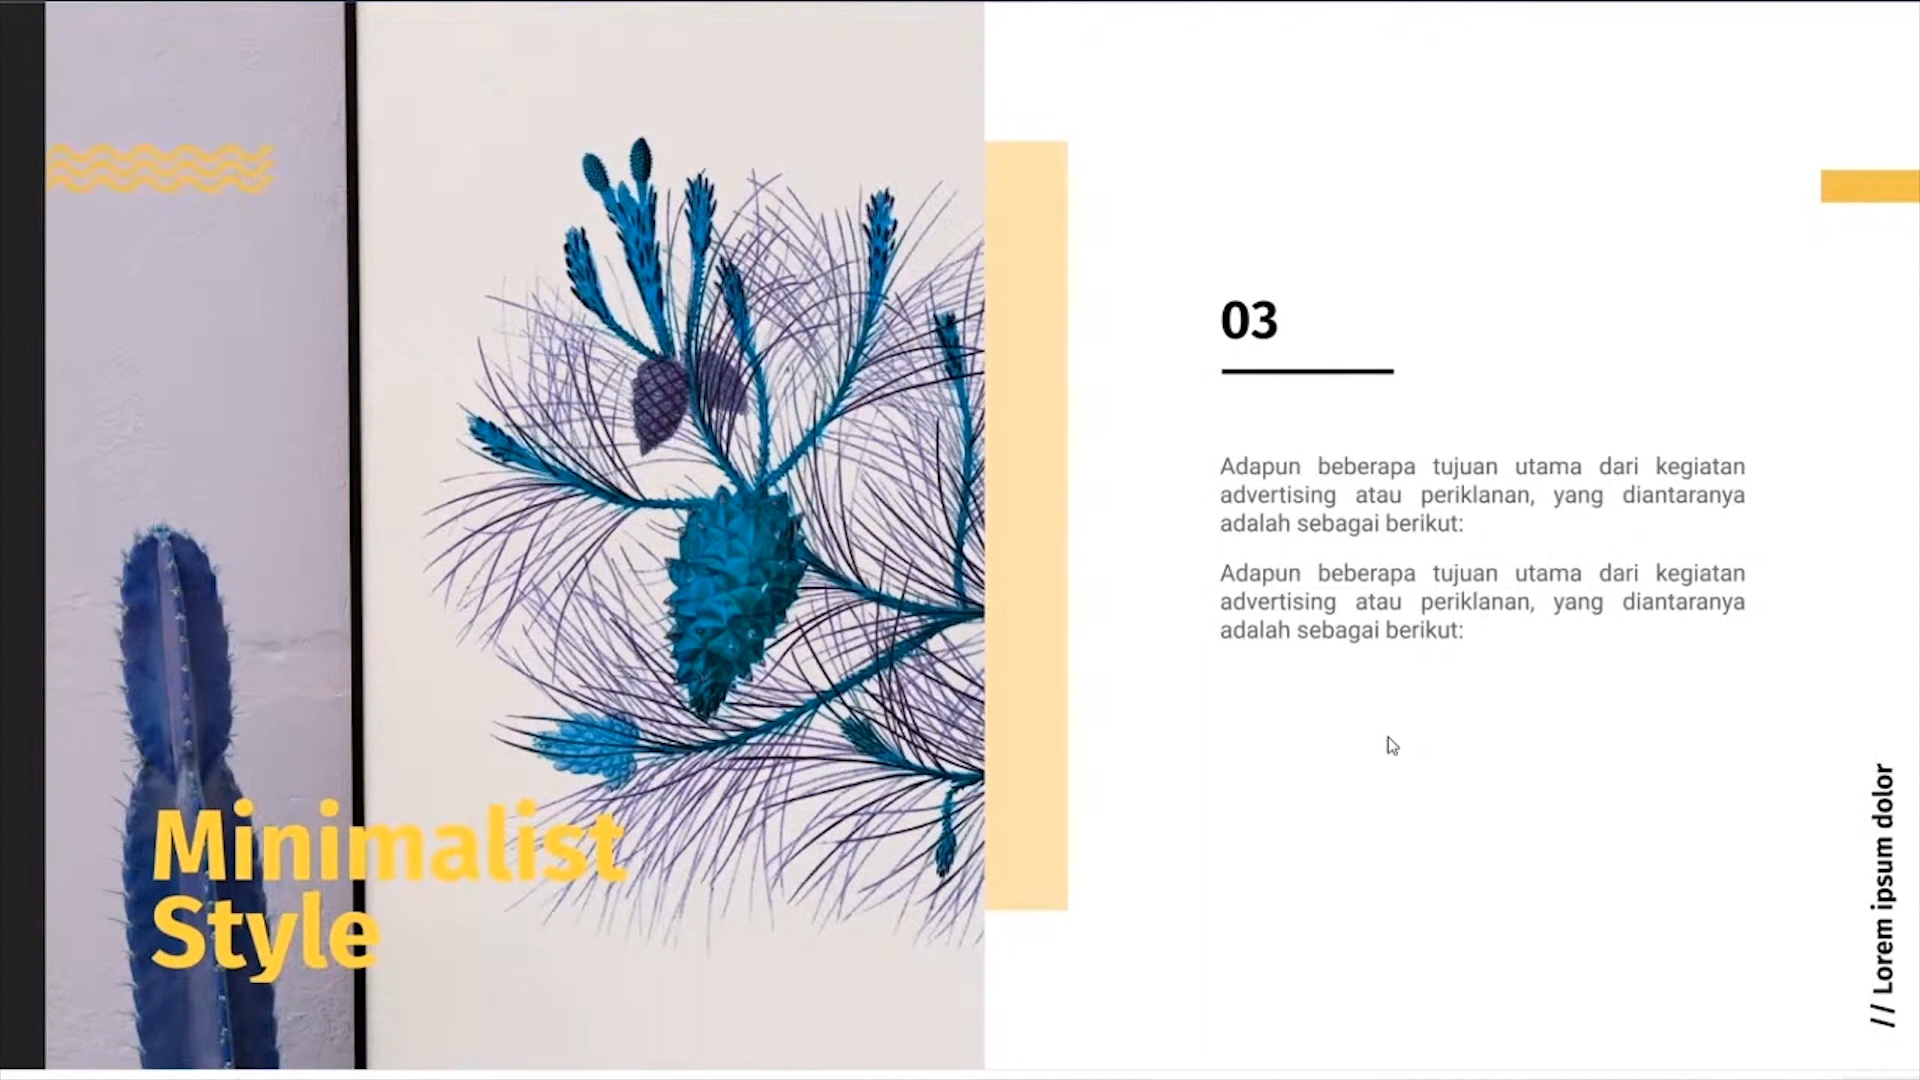 Minimalist
Style
03
Adapun beberapa tujuan utama dari kegiatan
advertising atau periklanan, yang diantaranya
adalah sebagai berikut:
Adapun beberapa tujuan utama dari kegiatan
advertising atau periklanan, yang diantaranya
adalah sebagai berikut:
// Lorem ipsum dolor